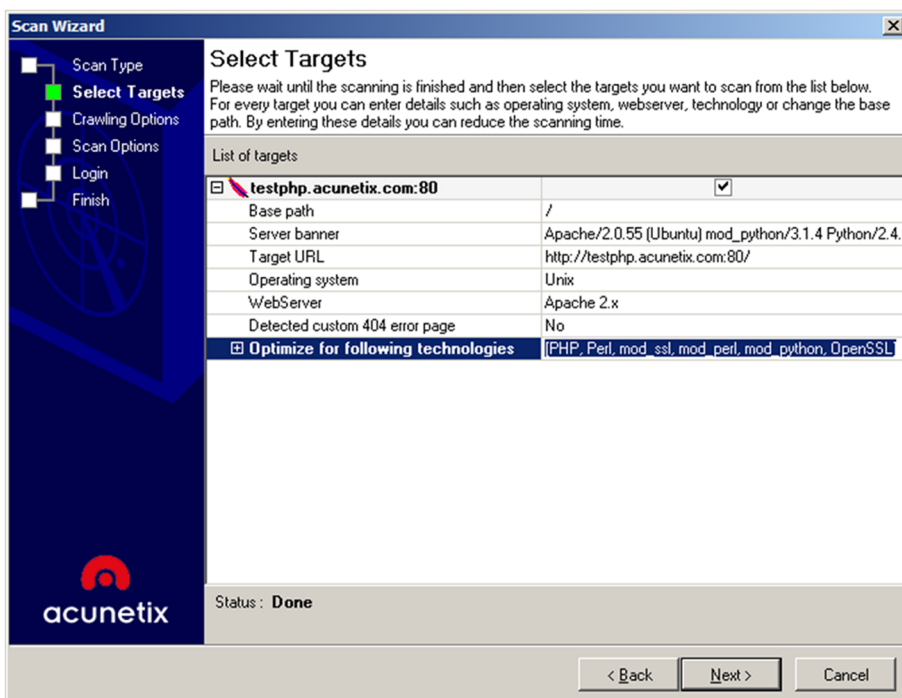 Scan Wizard
Scan Type
Select Targets
Crawling Options
Scan Options
Login
Finish
Select Targets
Please wait until the scanning is finished and then select the targets you want to scan from the list below.
For every target you can enter details such as operating system, webserver, technology or change the base
path. By entering these details you can reduce the scanning time.
List of targets
testphp.acunetix.com:80
Base path /
Server banner Apache/2.0.55 (Ubuntu) mod_python/3.1.4 Python/2.4.
Target URL http://testphp.acunetix.com:80/
Operating system Unix
WebServer Apache 2.x
Detected custom 404 error page No
Optimize for following technologies [PHP, Perl, mod_ssl, mod_perl, mod_python, OpenSSL]
acunetix
Status : Done
< Back Next > Cancel